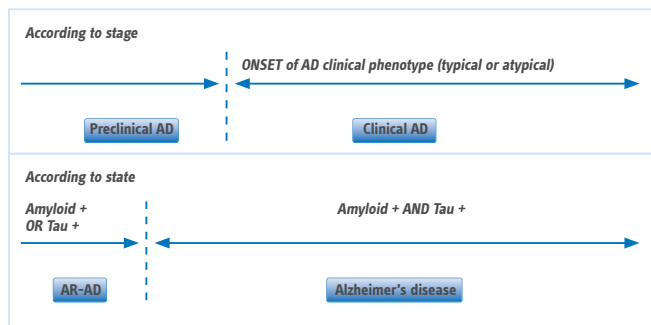 According to stage
ONSET of AD clinical phenotype (typical or atypical)
Preclinical AD
Clinical AD
According to state
Amyloid +
OR Tau +
Amyloid + AND Tau +
AR-AD
Alzheimer's disease